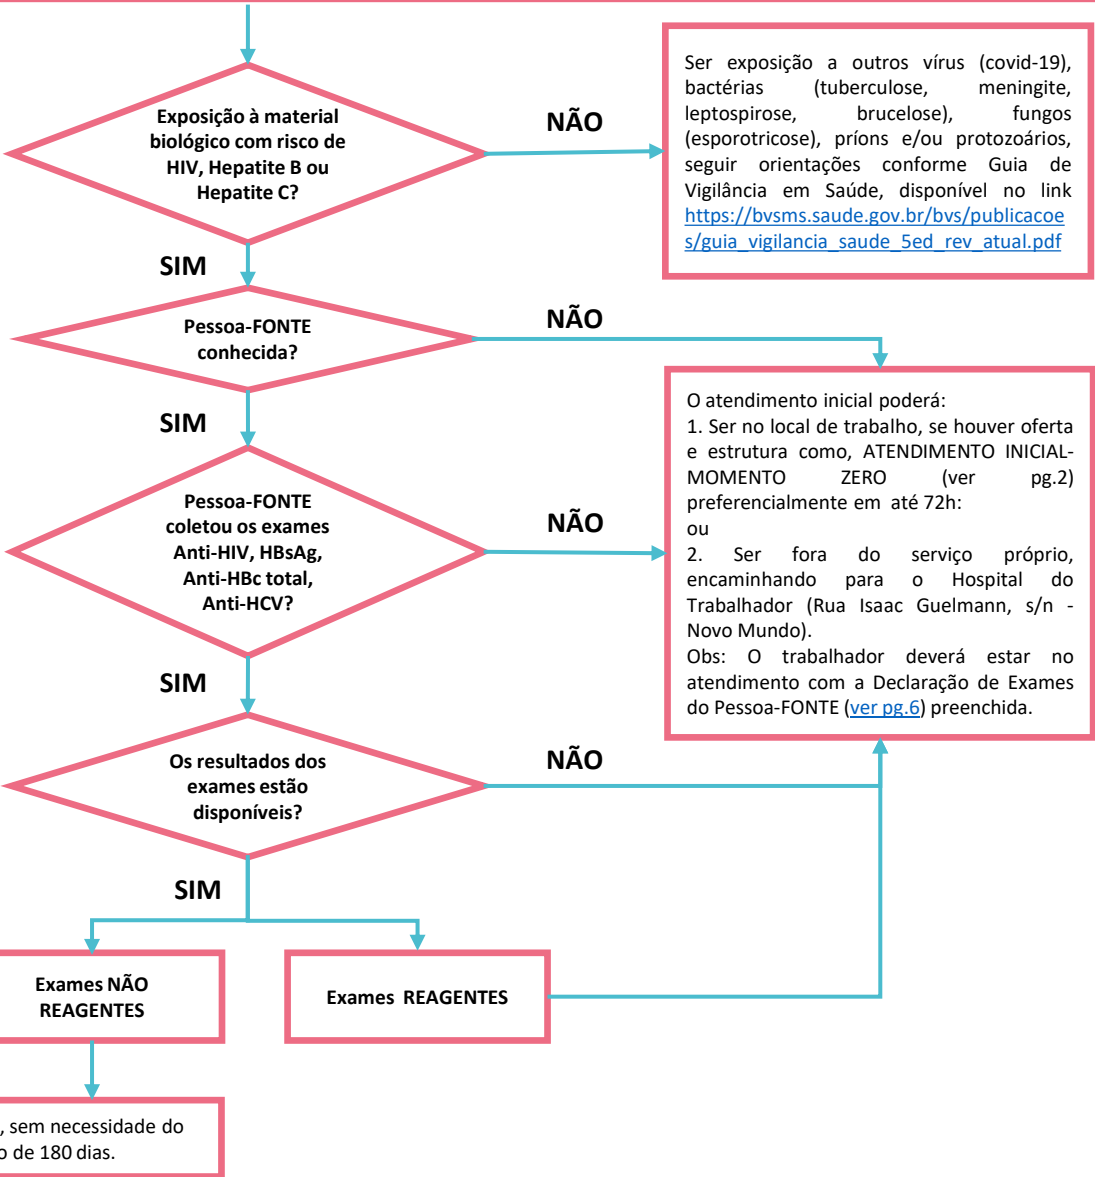 Exposição à material
biológico com risco de
HIV, Hepatite B ou
Hepatite C?
NÃO
Ser exposição a outros vírus (covid-19),
bactérias (tuberculose, meningite,
leptospirose, brucelose), fungos
(esporotricose), príons e/ou protozoários,
seguir orientações conforme Guia de
Vigilância em Saúde, disponível no link
https://bvsms.saude.gov.br/bvs/publicacoe
s/guia_vigilancia_saude_5ed_rev_atual.pdf
SIM
Pessoa-FONTE
conhecida?
NÃO
SIM
Pessoa-FONTE
coletou os exames
Anti-HIV, HBsAg,
Anti-HBc total,
Anti-HCV?
NÃO
O atendimento inicial poderá:
1. Ser no local de trabalho, se houver oferta
e estrutura como, ATENDIMENTO INICIAL-
MOMENTO ZERO (ver pg.2)
preferencialmente em até 72h:
ou
2. Ser fora do serviço próprio,
encaminhando para o Hospital do
Trabalhador (Rua Isaac Guelmann, s/n -
Novo Mundo).
Obs: O trabalhador deverá estar no
atendimento com a Declaração de Exames
do Pessoa-FONTE (ver pg.6) preenchida.
SIM
Os resultados dos
exames estão
disponíveis?
NÃO
SIM
Exames NÃO
REAGENTES
Exames REAGENTES
, sem necessidade do
o de 180 dias.